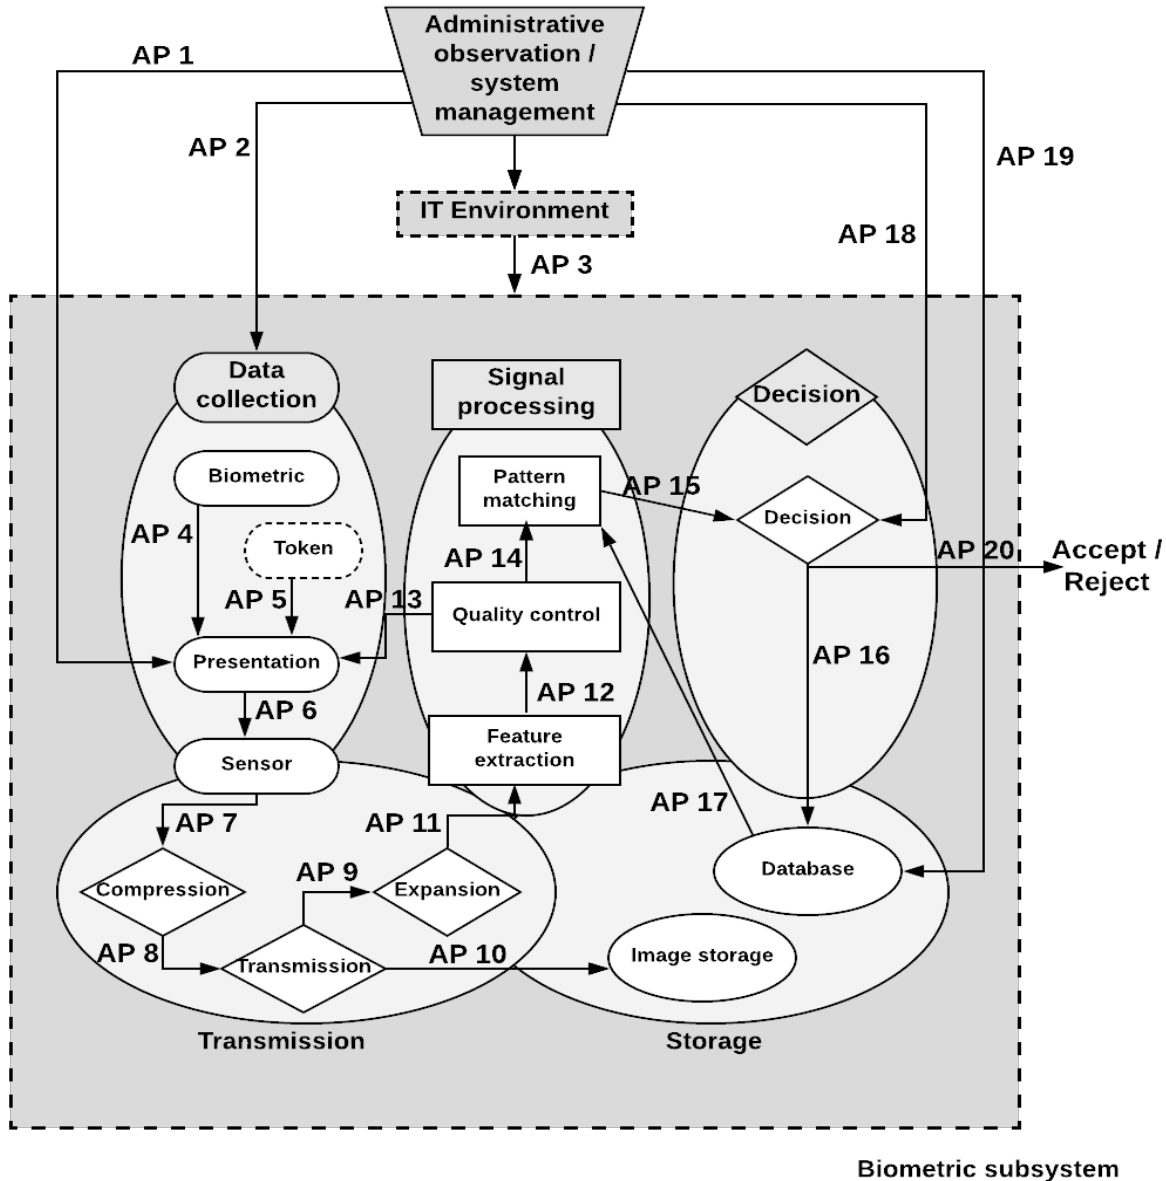 Administrative
observation /
system
management
AP 1
AP 2
AP 19
IT Environment
AP 18
AP 3
Data
collection
Signal
processing
Decision
Biometric
Pattern
matching
AP 15
Decision
AP 4
Token
AP 14
AP 20
Accept /
Reject
AP 5
AP 13
Quality control
Presentation
AP 16
AP 6
AP 12
Sensor
Feature
extraction
AP 7
AP 11
AP 17
Compression
AP 9
Expansion
Database
AP 8
Transmission
AP 10
Image storage
Transmission
Storage
Biometric subsystem